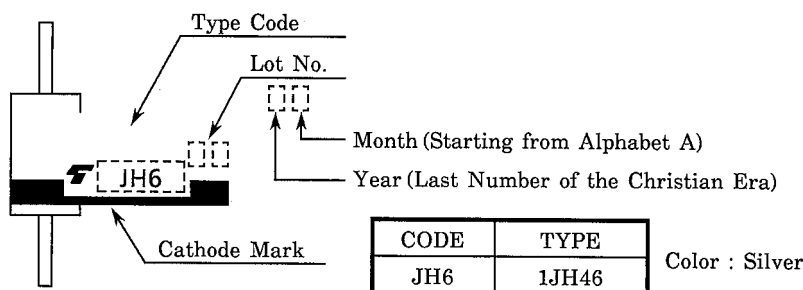 Type Code
Lot No.
Month (Starting from Alphabet A)
JH6
Year (Last Number of the Christian Era)
Cathode Mark
CODE TYPE
JH6 1JH46
Color : Silver